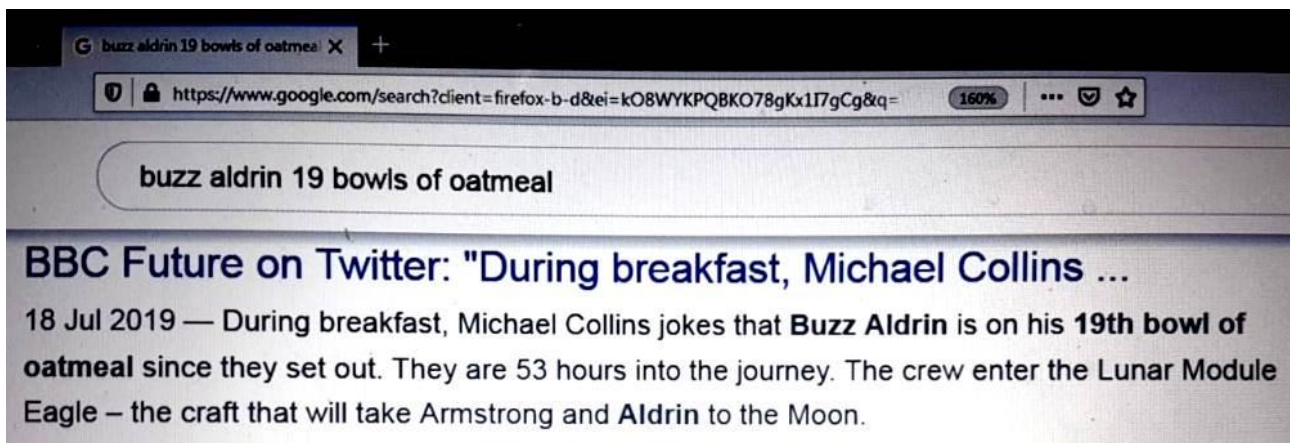 G buzz aldrin 19 bowls of oatmeal
https://www.google.com/search?client=firefox-b-d&ei=kO8WYKPQBKO78gKx1I7gCg&q= 160%
buzz aldrin 19 bowls of oatmeal
BBC Future on Twitter: "During breakfast, Michael Collins ...
18 Jul 2019 — During breakfast, Michael Collins jokes that Buzz Aldrin is on his 19th bowl of
oatmeal since they set out. They are 53 hours into the journey. The crew enter the Lunar Module
Eagle – the craft that will take Armstrong and Aldrin to the Moon.